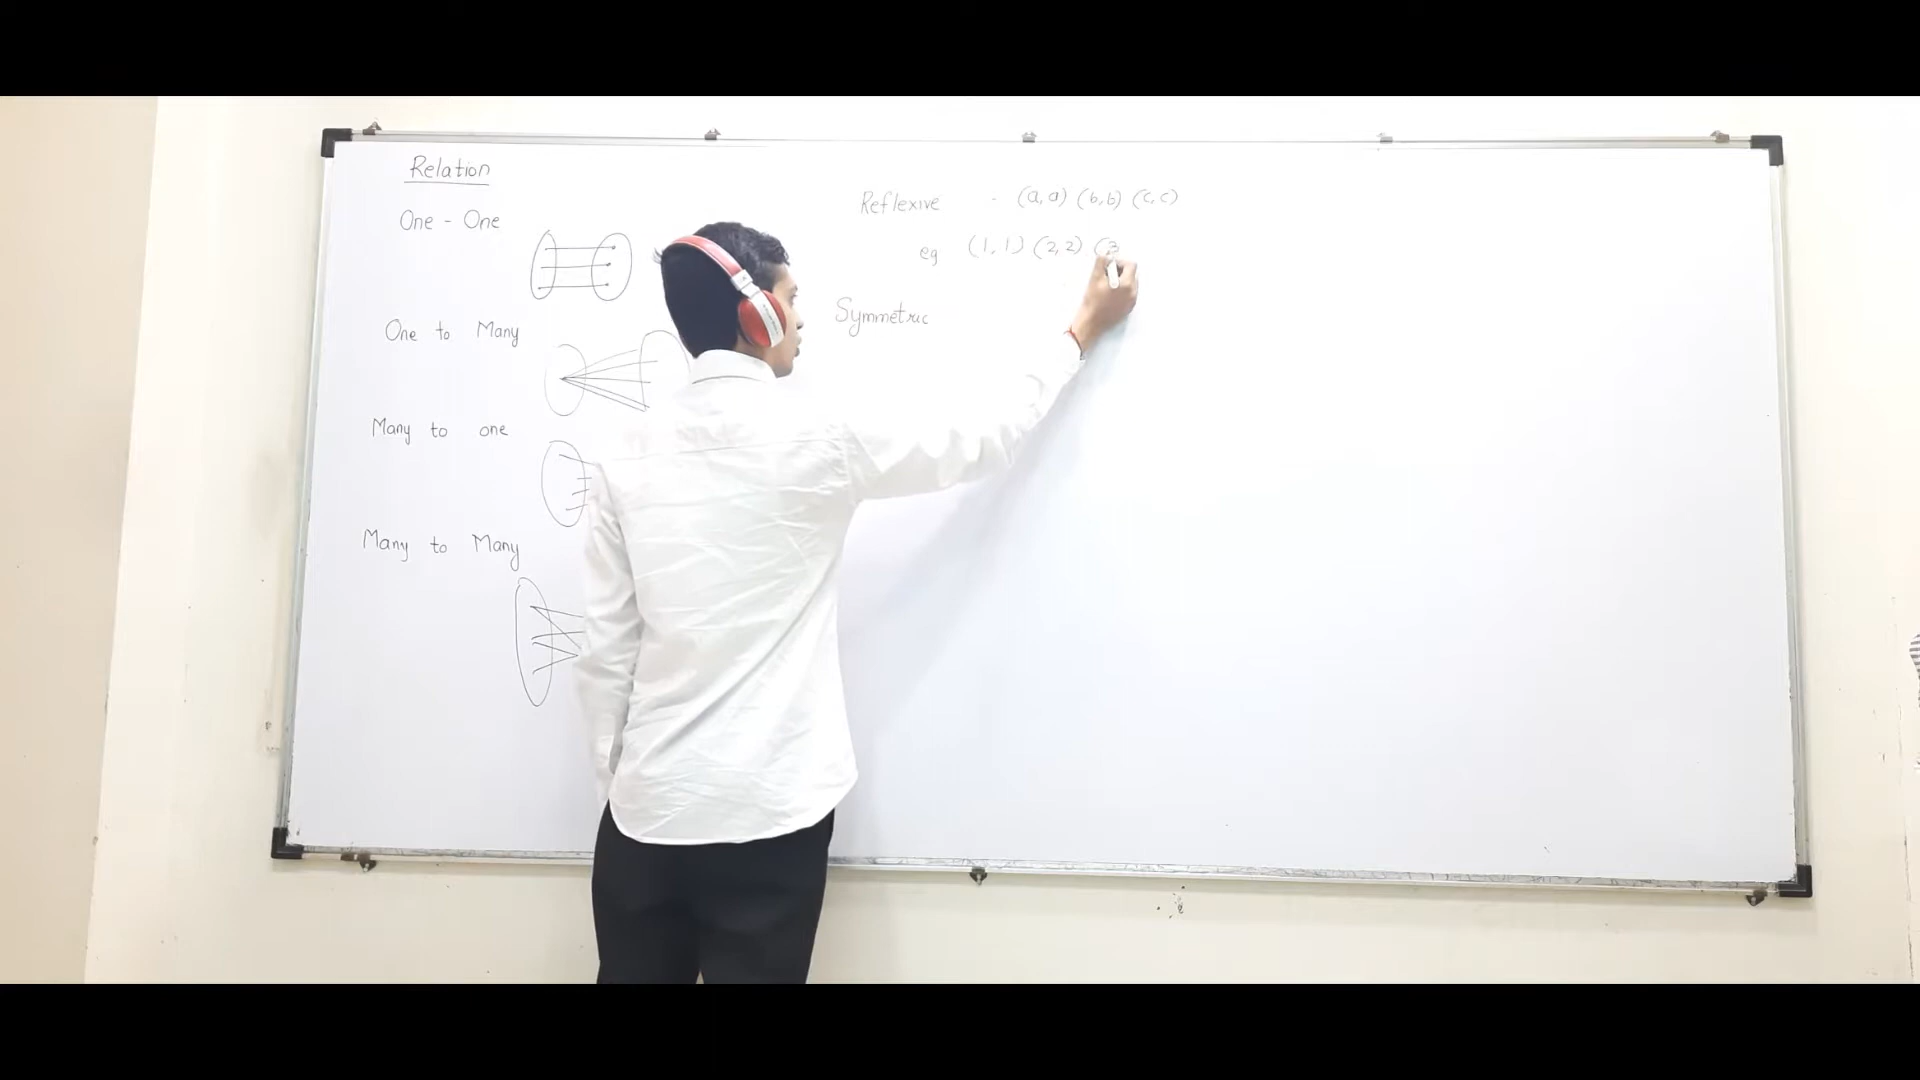 Relation
One - One
One to Many
Many to one
Many to Many
Reflexive - (a, a) (b, b) (c, c)
eg (1, 1) (2, 2) (3
Symmetric